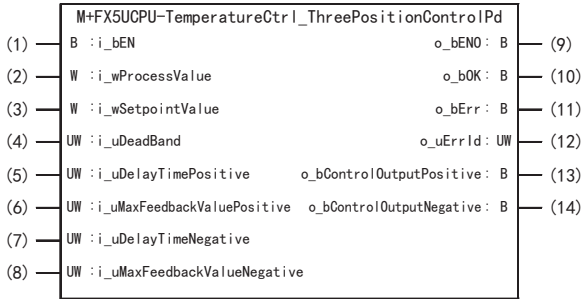 M+FX5UCPU-TemperatureCtrl_ThreePositionControlPd
(1) B :i_bEN o_bENO: B (9)
(2) W :i_wProcessValue o_bOK: B (10)
(3) W :i_wSetpointValue o_bErr: B (11)
(4) UW :i_uDeadBand o_uErrId: UW (12)
(5) UW :i_uDelayTimePositive o_bControlOutputPositive: B (13)
(6) UW :i_uMaxFeedbackValuePositive o_bControlOutputNegative: B (14)
(7) UW :i_uDelayTimeNegative
(8) UW :i_uMaxFeedbackValueNegative